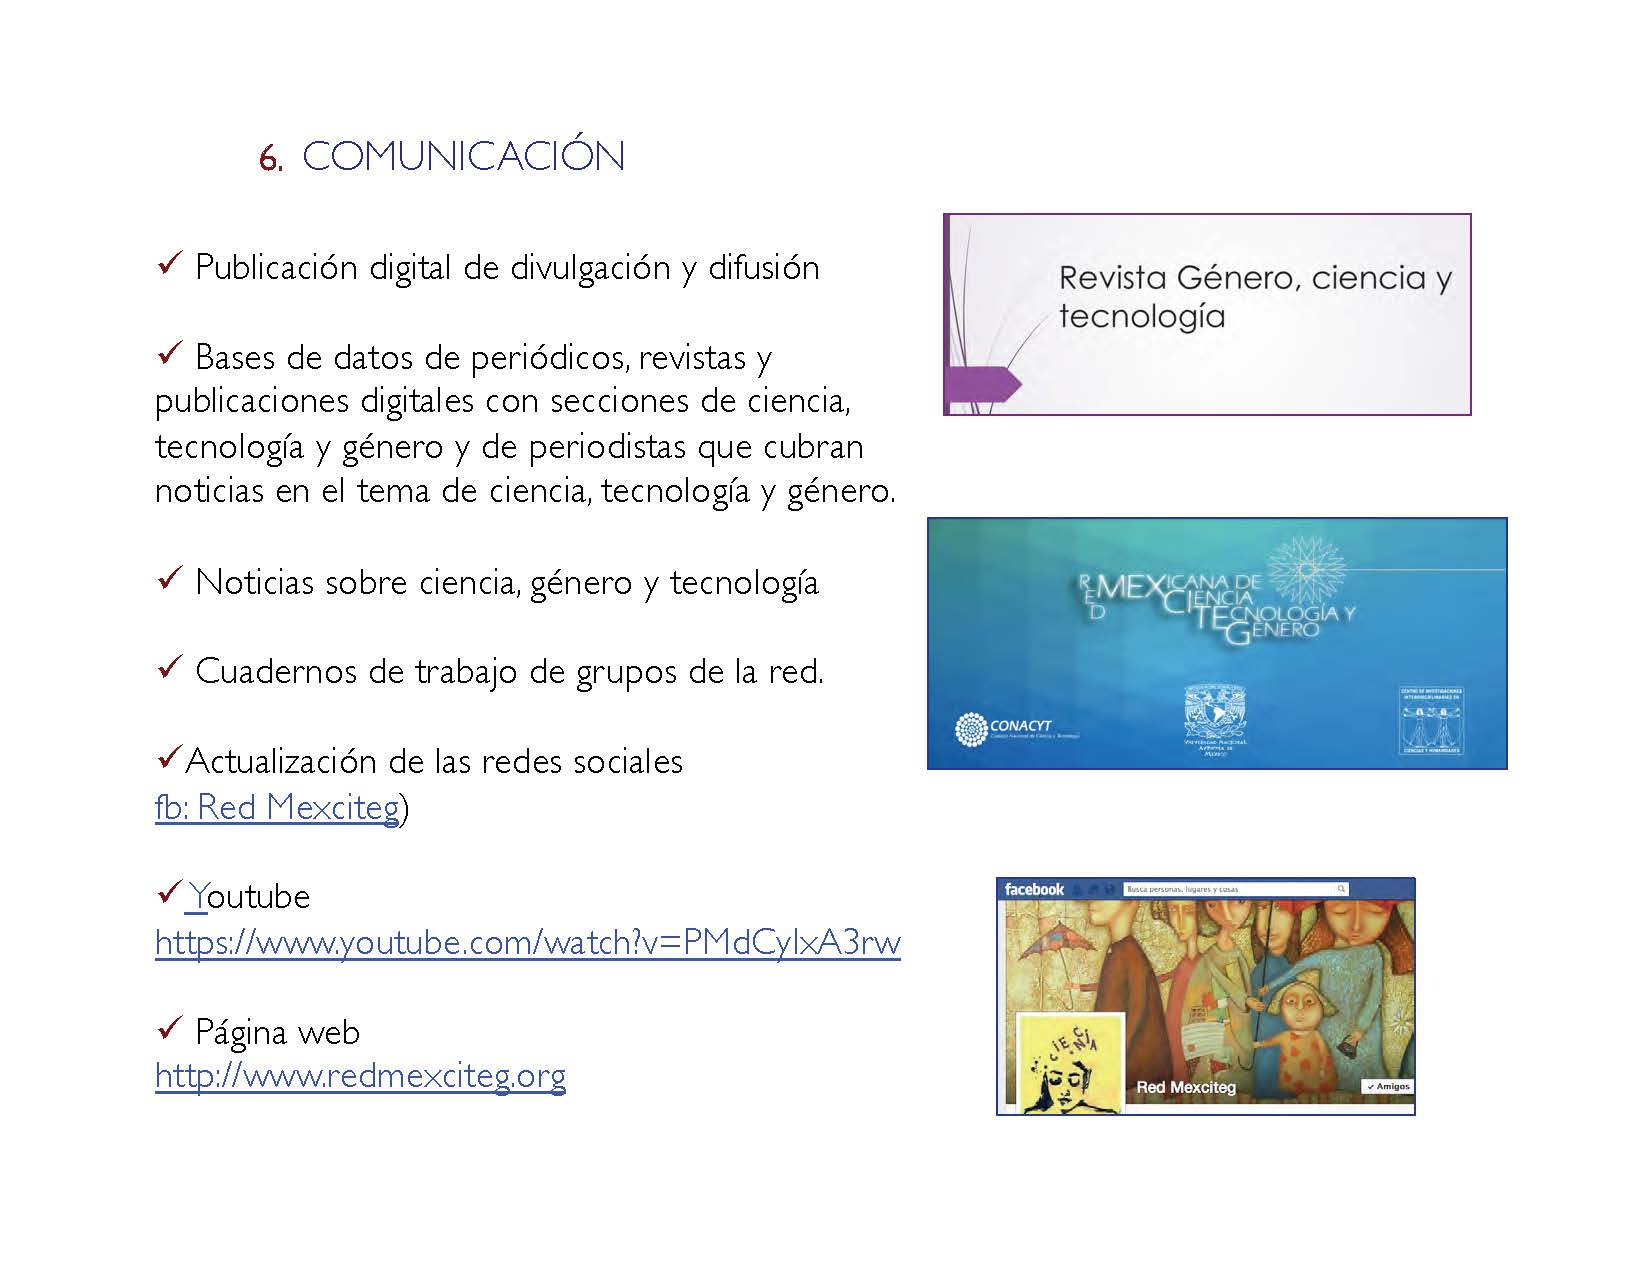 6. COMUNICACIÓN
✓ Publicación digital de divulgación y difusión
✓ Bases de datos de periódicos, revistas y
publicaciones digitales con secciones de ciencia,
tecnología y género y de periodistas que cubran
noticias en el tema de ciencia, tecnología y género.
✓ Noticias sobre ciencia, género y tecnología
✓ Cuadernos de trabajo de grupos de la red.
✓Actualización de las redes sociales
fb: Red Mexciteg)
✓ Youtube
https://www.youtube.com/watch?v=PMdCyIxA3rw
✓ Página web
http://www.redmexciteg.org
Revista Género, ciencia y
tecnología
RED MEXICANA DE
CIENCIA
TECNOLOGÍA Y
GÉNERO
CONACYT
Consejo Nacional de Ciencia y Tecnología
UNIVERSIDAD NACIONAL
AUTÓNOMA DE
MÉXICO
CENTRO DE INVESTIGACIONES
INTERDISCIPLINARIAS EN
CIENCIAS Y HUMANIDADES
facebook
Busca personas, lugares y cosas
CIENCIA
Red Mexciteg
✓ Amigos